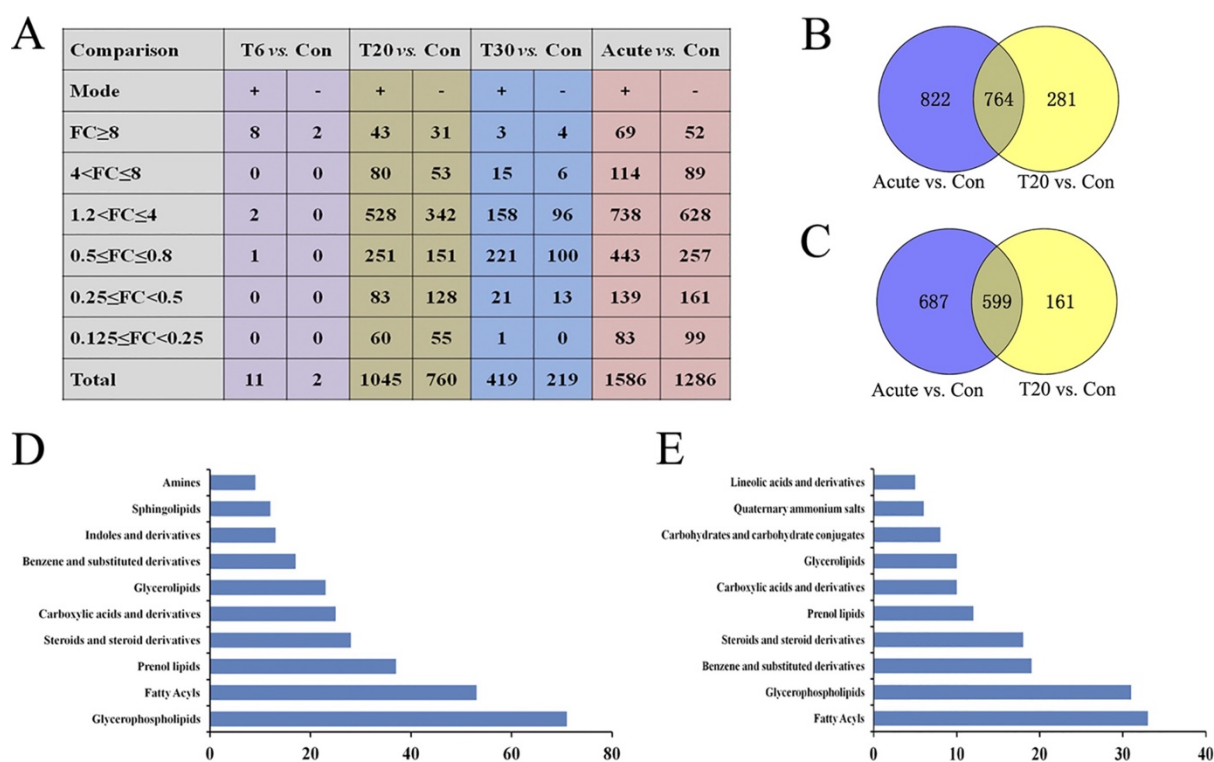 A
Comparison T6 vs. Con T20 vs. Con T30 vs. Con Acute vs. Con
Mode + - + - + - + -
FC≥8 8 2 43 31 3 4 69 52
4<FC≤8 0 0 80 53 15 6 114 89
1.2<FC≤4 2 0 528 342 158 96 738 628
0.5≤FC≤0.8 1 0 251 151 221 100 443 257
0.25≤FC<0.5 0 0 83 128 21 13 139 161
0.125≤FC<0.25 0 0 60 55 1 0 83 99
Total 11 2 1045 760 419 219 1586 1286
B
822 764 281
Acute vs. Con T20 vs. Con
C
687 599 161
Acute vs. Con T20 vs. Con
D
Amines
Sphingolipids
Indoles and derivatives
Benzene and substituted derivatives
Glycerolipids
Carboxylic acids and derivatives
Steroids and steroid derivatives
Prenol lipids
Fatty Acyls
Glycerophospholipids
0 20 40 60 80
E
Lineolic acids and derivatives
Quaternary ammonium salts
Carbohydrates and carbohydrate conjugates
Glycerolipids
Carboxylic acids and derivatives
Prenol lipids
Steroids and steroid derivatives
Benzene and substituted derivatives
Glycerophospholipids
Fatty Acyls
0 10 20 30 40